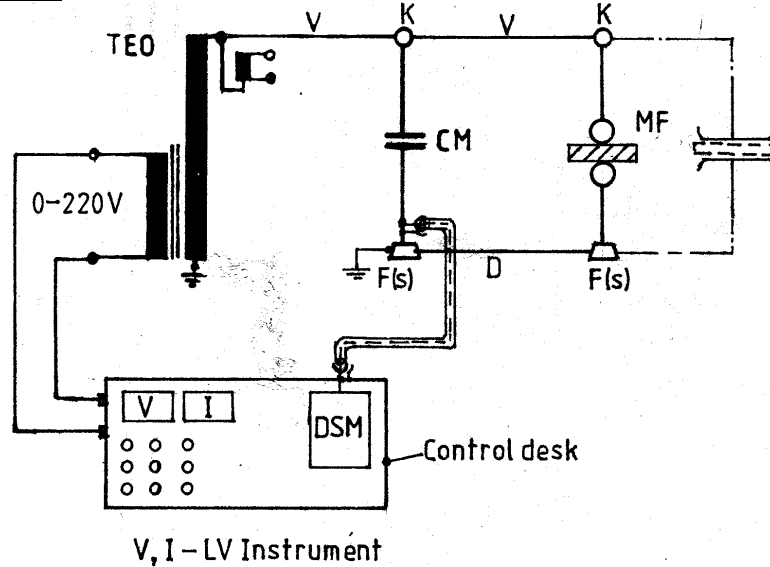 TEO
V
K
V
K
CM
MF
0-220V
F(s)
D
F(s)
V
I
DSM
Control desk
V, I - LV Instrument